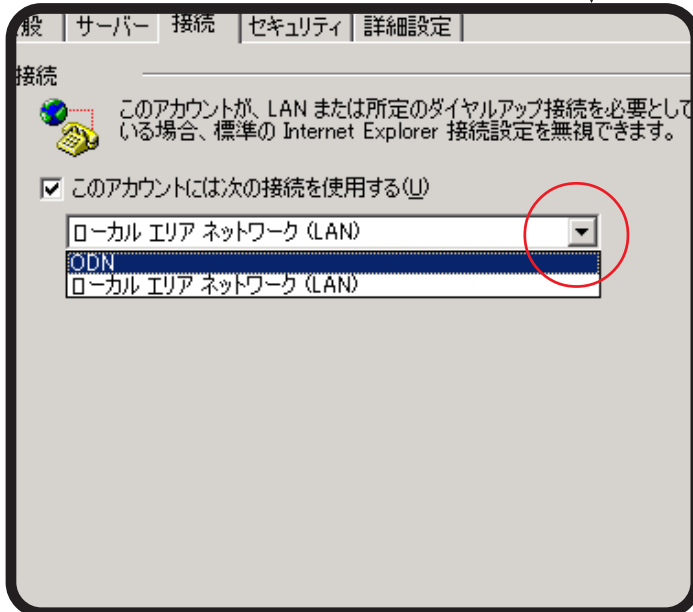 般 サーバー 接続 セキュリティ 詳細設定
接続
このアカウントが、LAN または所定のダイヤルアップ接続を必要として
いる場合、標準の Internet Explorer 接続設定を無視できます。
このアカウントには次の接続を使用する(U)
ローカル エリア ネットワーク (LAN)
ODN
ローカル エリア ネットワーク (LAN)